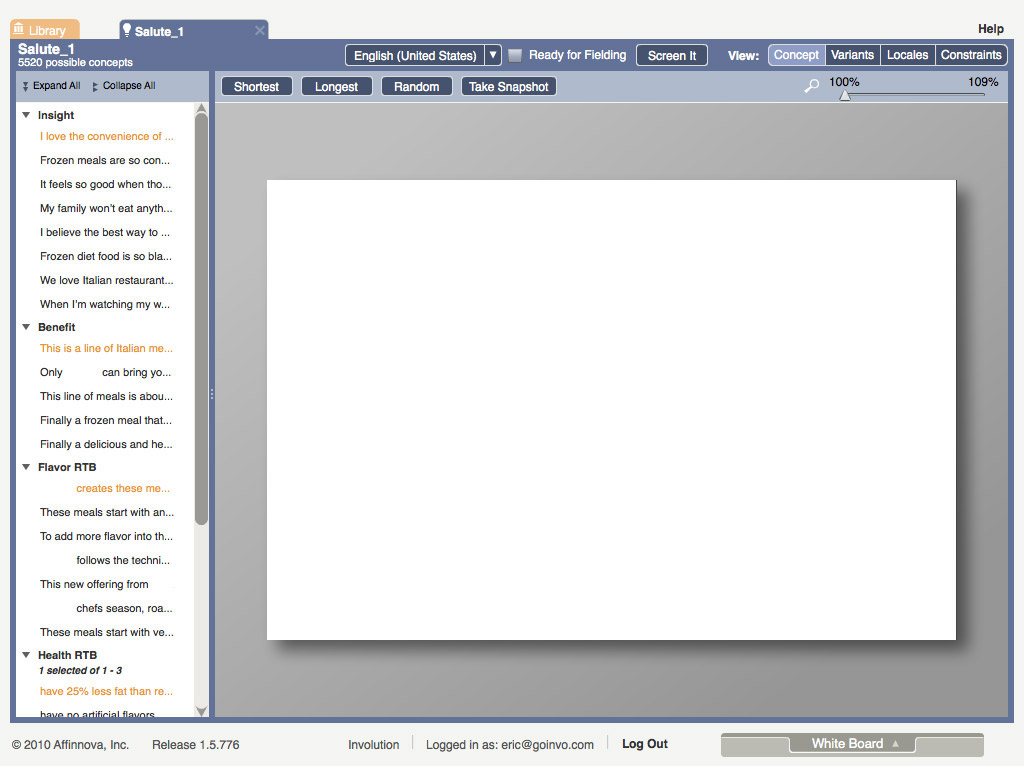 Library
Salute_1
Help
Salute_1
5520 possible concepts
English (United States)
Ready for Fielding
Screen It
View:
Concept
Variants
Locales
Constraints
Expand All
Collapse All
Shortest
Longest
Random
Take Snapshot
100%
109%
Insight
I love the convenience of ...
Frozen meals are so con...
It feels so good when tho...
My family won't eat anyth...
I believe the best way to ...
Frozen diet food is so bla...
We love Italian restaurant...
When I'm watching my w...
Benefit
This is a line of Italian me...
Only can bring yo...
This line of meals is abou...
Finally a frozen meal that...
Finally a delicious and he...
Flavor RTB
creates these me...
These meals start with an...
To add more flavor into th...
follows the techni...
This new offering from
chefs season, roa...
These meals start with ve...
Health RTB
1 selected of 1 - 3
have 25% less fat than re...
have no artificial flavors
© 2010 Affinnova, Inc.
Release 1.5.776
Involution
Logged in as: eric@goinvo.com
Log Out
White Board